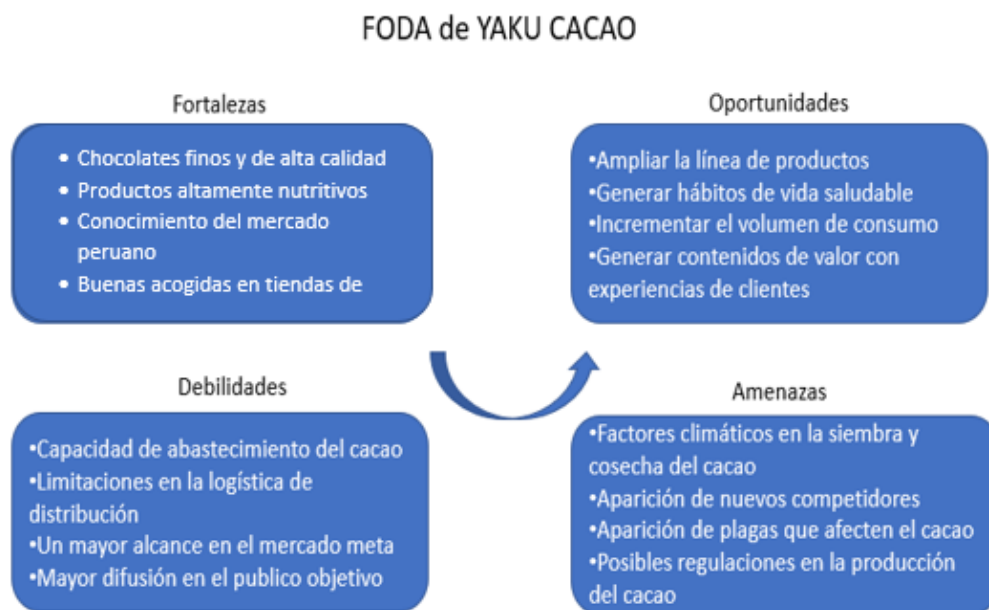 FODA de YAKU CACAO
Fortalezas
• Chocolates finos y de alta calidad
• Productos altamente nutritivos
• Conocimiento del mercado
peruano
• Buenas acogidas en tiendas de
Oportunidades
•Ampliar la línea de productos
•Generar hábitos de vida saludable
•Incrementar el volumen de consumo
•Generar contenidos de valor con
experiencias de clientes
Debilidades
•Capacidad de abastecimiento del cacao
•Limitaciones en la logística de
distribución
•Un mayor alcance en el mercado meta
•Mayor difusión en el publico objetivo
Amenazas
•Factores climáticos en la siembra y
cosecha del cacao
•Aparición de nuevos competidores
•Aparición de plagas que afecten el cacao
•Posibles regulaciones en la producción
del cacao